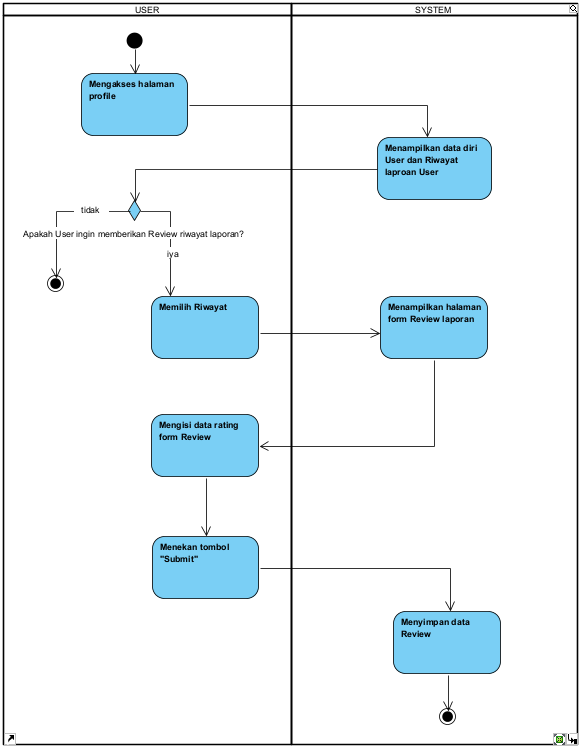 USER
SYSTEM
Mengakses halaman
profile
Menampilkan data diri
User dan Riwayat
laproan User
tidak
Apakah User ingin memberikan Review riwayat laporan?
iya
Memilih Riwayat
Menampilkan halaman
form Review laporan
Mengisi data rating
form Review
Menekan tombol
"Submit"
Menyimpan data
Review